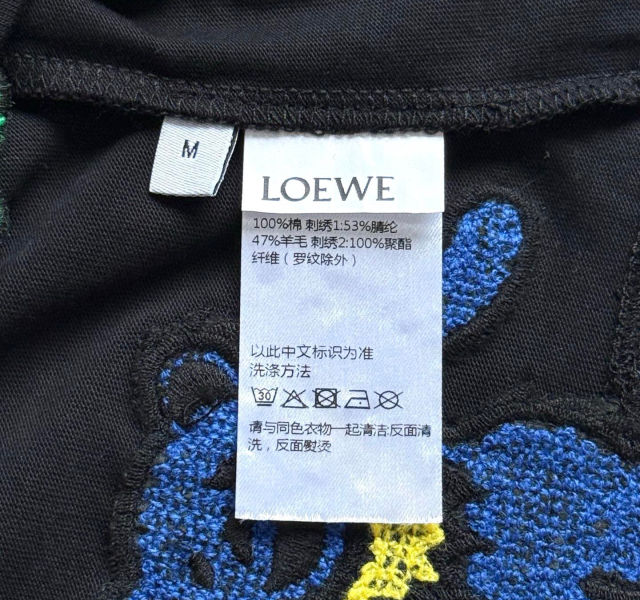 M
LOEWE
100%棉 刺绣1:53%腈纶
47%羊毛 刺绣2:100%聚酯
纤维（罗纹除外）
以此中文标识为准
洗涤方法
30
请与同色衣物一起清洁:反面清
洗，反面熨烫